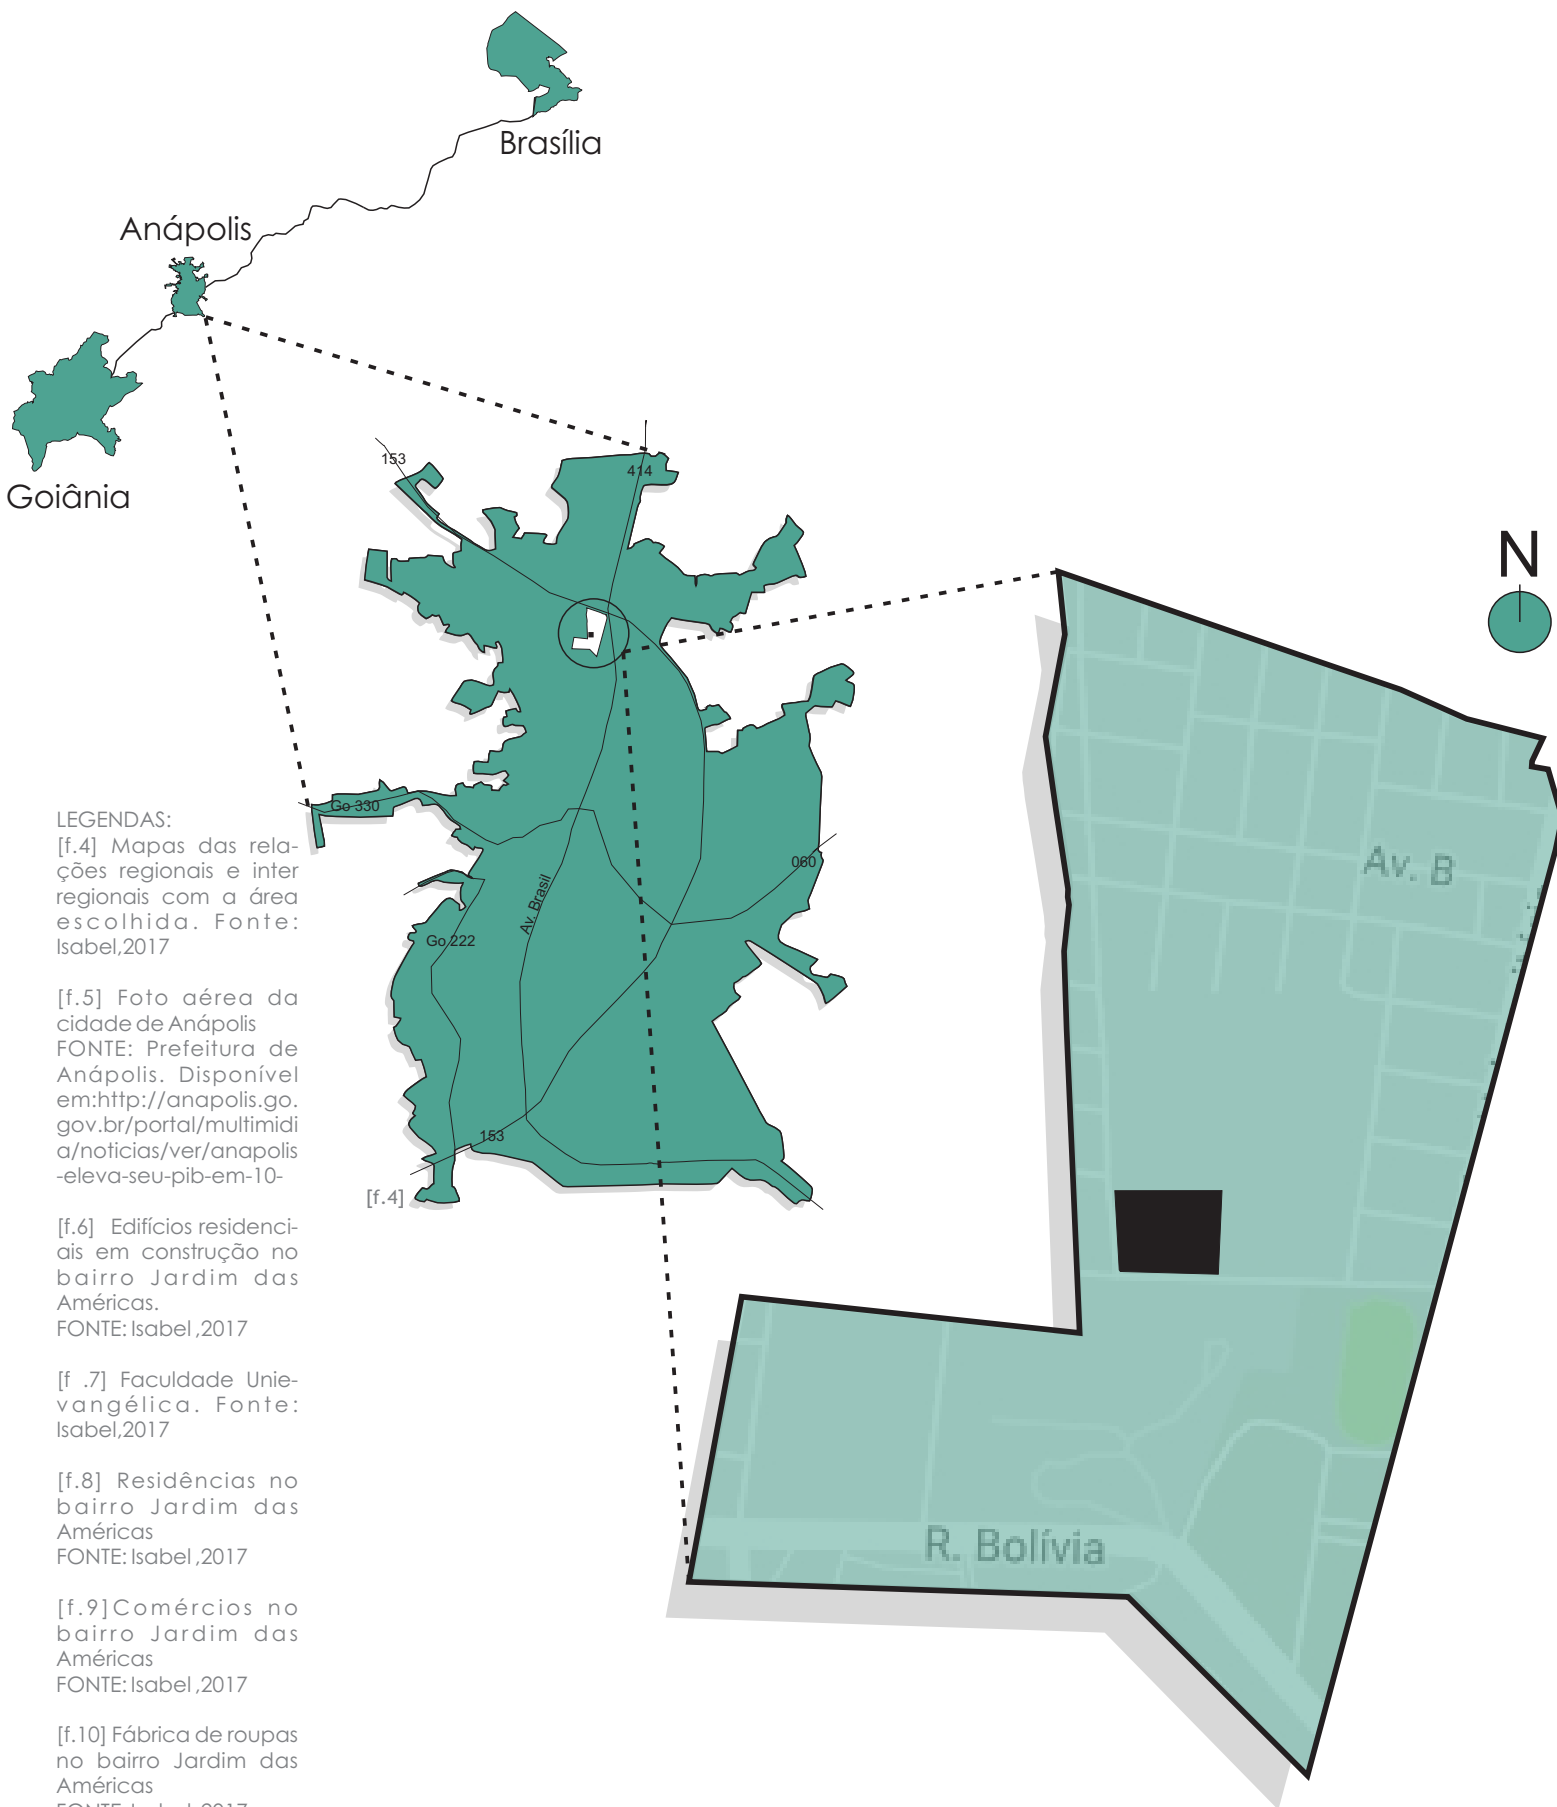 Brasília
Anápolis
Goiânia
153
414
N
Go 330
060
Av. Brasil
Go 222
153
[f.4]
Av. B
R. Bolívia
LEGENDAS:
[f.4] Mapas das rela-
ções regionais e inter
regionais com a área
escolhida. Fonte:
Isabel,2017
[f.5] Foto aérea da
cidade de Anápolis
FONTE: Prefeitura de
Anápolis. Disponível
em:http://anapolis.go.
gov.br/portal/multimidi
a/noticias/ver/anapolis
-eleva-seu-pib-em-10-
[f.6] Edifícios residenci-
ais em construção no
bairro Jardim das
Américas.
FONTE: Isabel ,2017
[f .7] Faculdade Unie-
vangélica. Fonte:
Isabel,2017
[f.8] Residências no
bairro Jardim das
Américas
FONTE: Isabel ,2017
[f.9]Comércios no
bairro Jardim das
Américas
FONTE: Isabel ,2017
[f.10] Fábrica de roupas
no bairro Jardim das
Américas